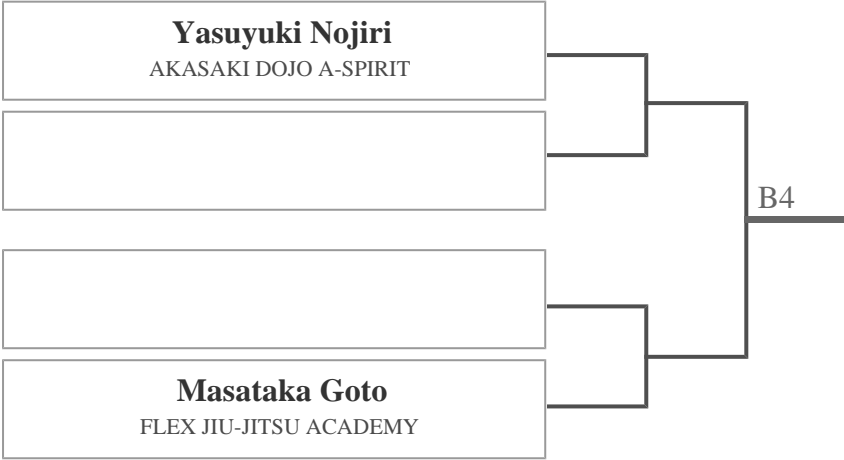 Yasuyuki Nojiri
AKASAKI DOJO A-SPIRIT
B4
Masataka Goto
FLEX JIU-JITSU ACADEMY